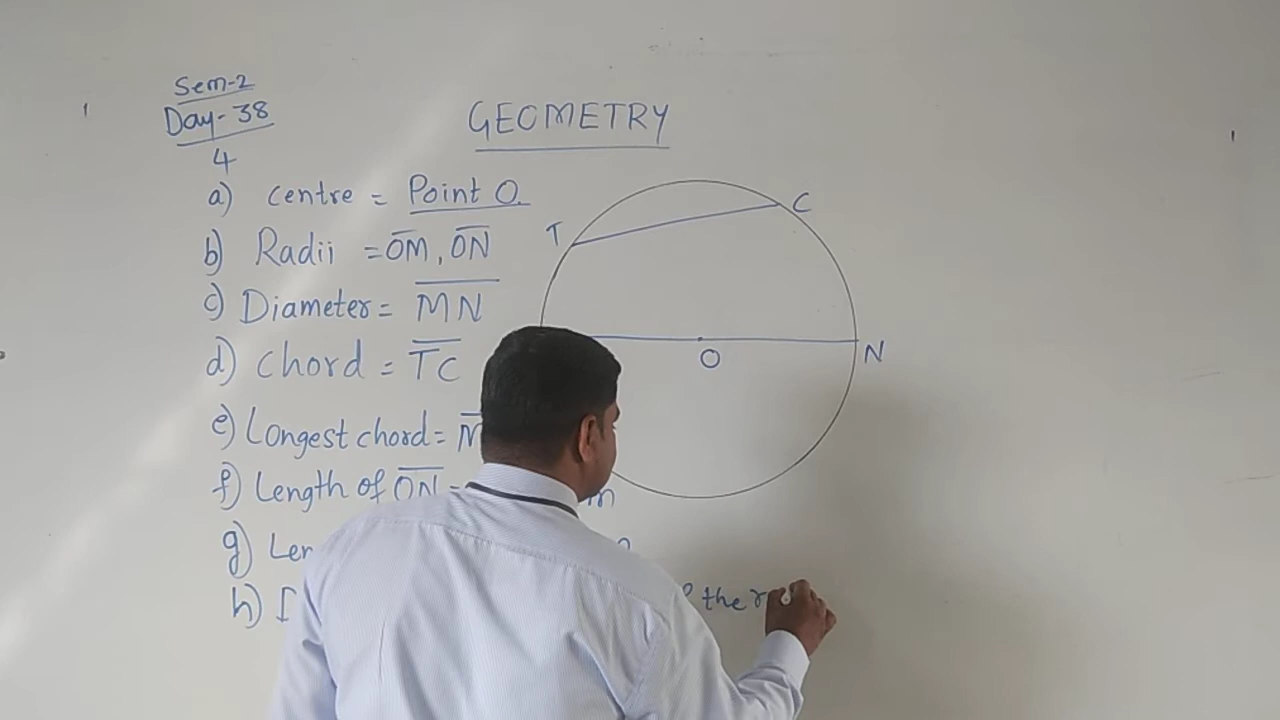 Sem-2
Day-38
GEOMETRY
4
a) Centre = Point O.
b) Radii = OM, ON
c) Diameter = MN
d) Chord = TC
e) Longest chord =
f) Length of ON =
g)
h)
the
T
C
O
N